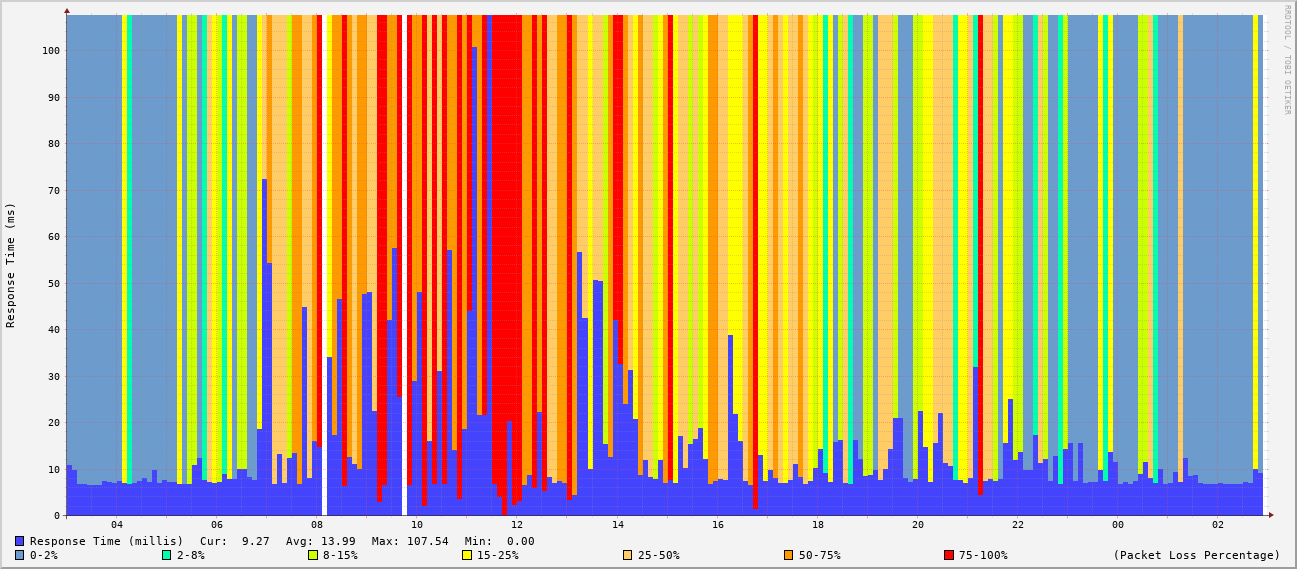 RRDTOOL / TOBI OETIKER
Response Time (ms)
100
90
80
70
60
50
40
30
20
10
0
04 06 08 10 12 14 16 18 20 22 00 02
Response Time (millis) Cur: 9.27 Avg: 13.99 Max: 107.54 Min: 0.00
0-2% 2-8% 8-15% 15-25% 25-50% 50-75% 75-100% (Packet Loss Percentage)